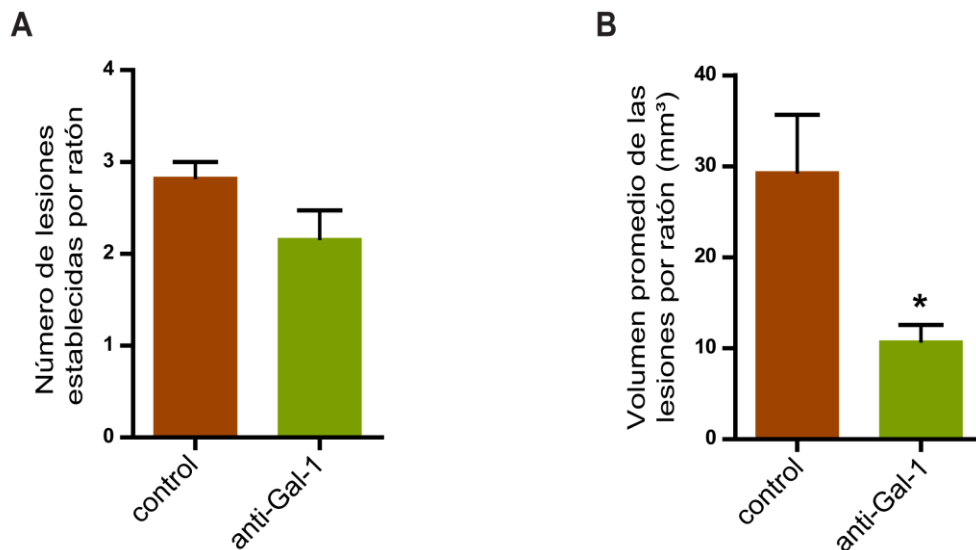 A
Número de lesiones
establecidas por ratón
4
3
2
1
0
control
anti-Gal-1
B
Volumen promedio de las
lesiones por ratón (mm³)
40
30
20
10
0
*
control
anti-Gal-1